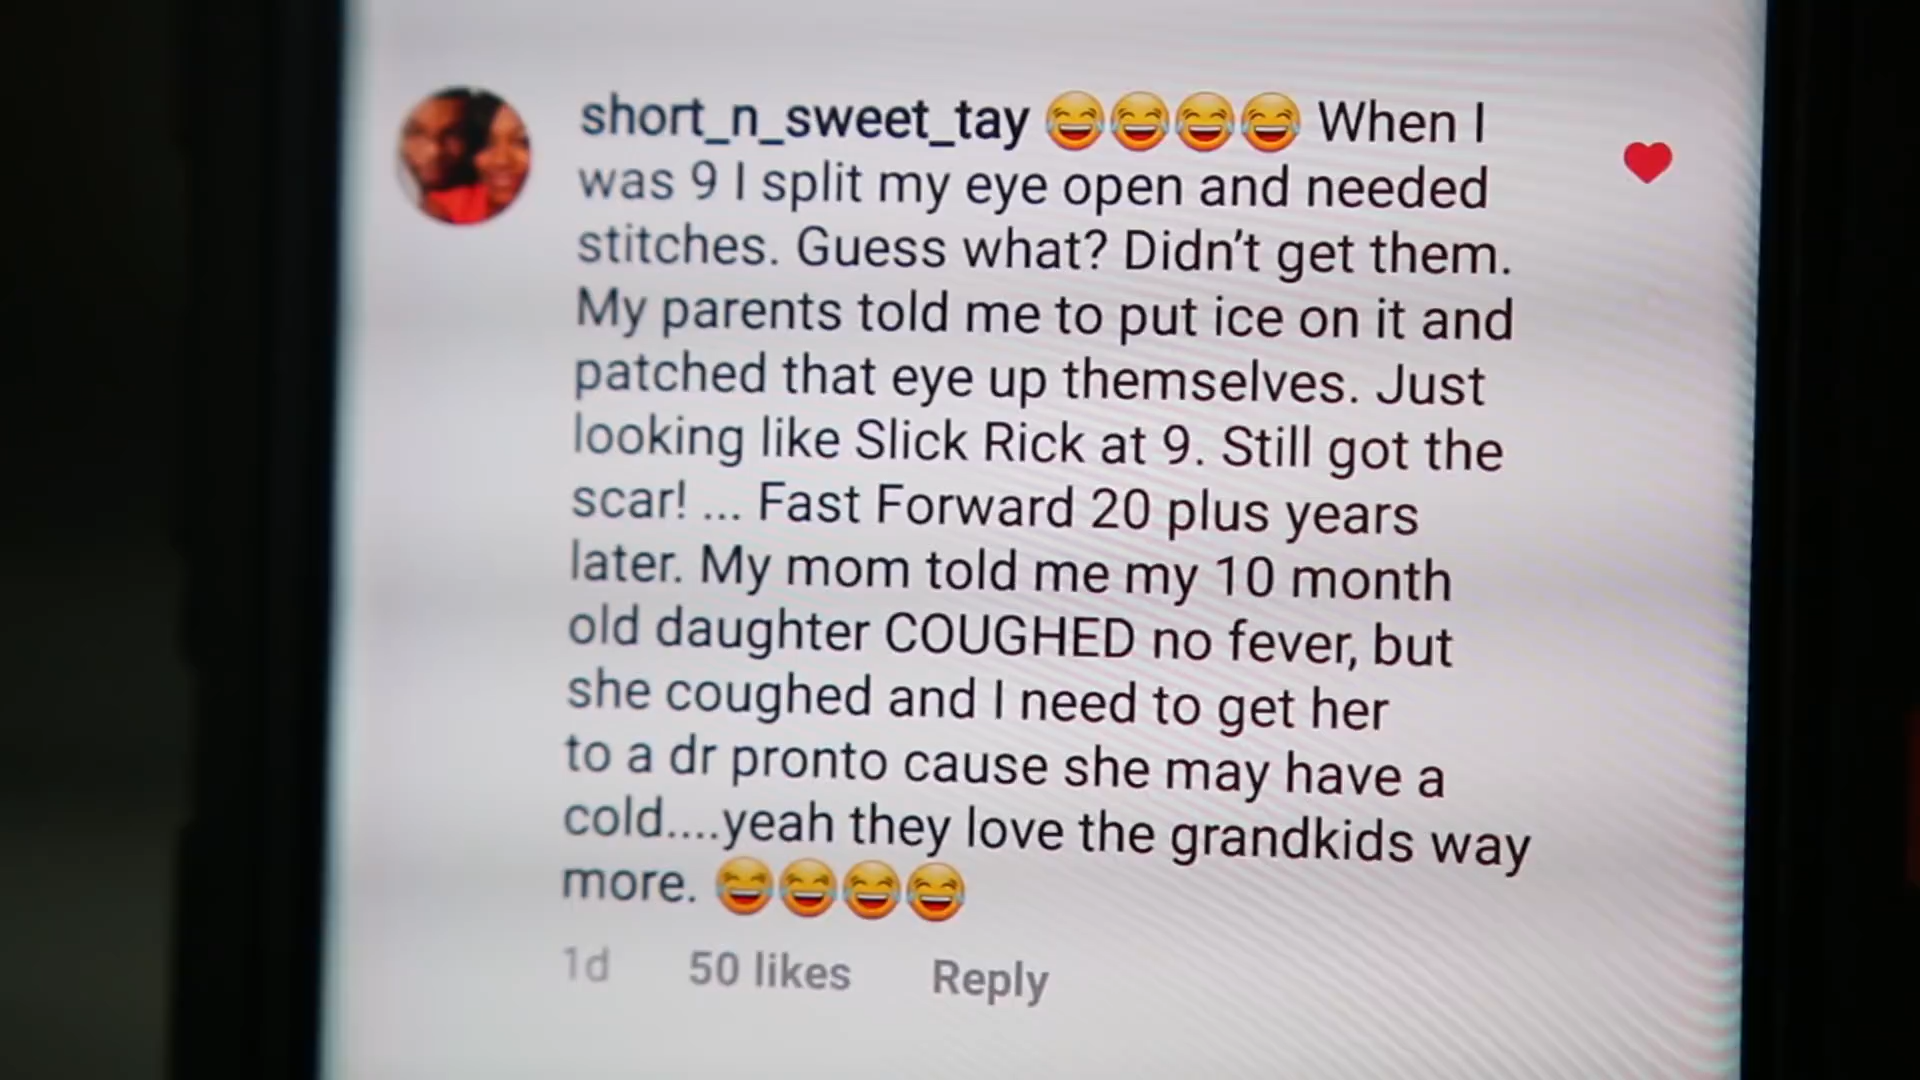 short_n_sweet_tay 😂😂😂😂 When I
was 9 I split my eye open and needed
stitches. Guess what? Didn’t get them.
My parents told me to put ice on it and
patched that eye up themselves. Just
looking like Slick Rick at 9. Still got the
scar! ... Fast Forward 20 plus years
later. My mom told me my 10 month
old daughter COUGHED no fever, but
she coughed and I need to get her
to a dr pronto cause she may have a
cold....yeah they love the grandkids way
more. 😂😂😂😂
1d 50 likes Reply